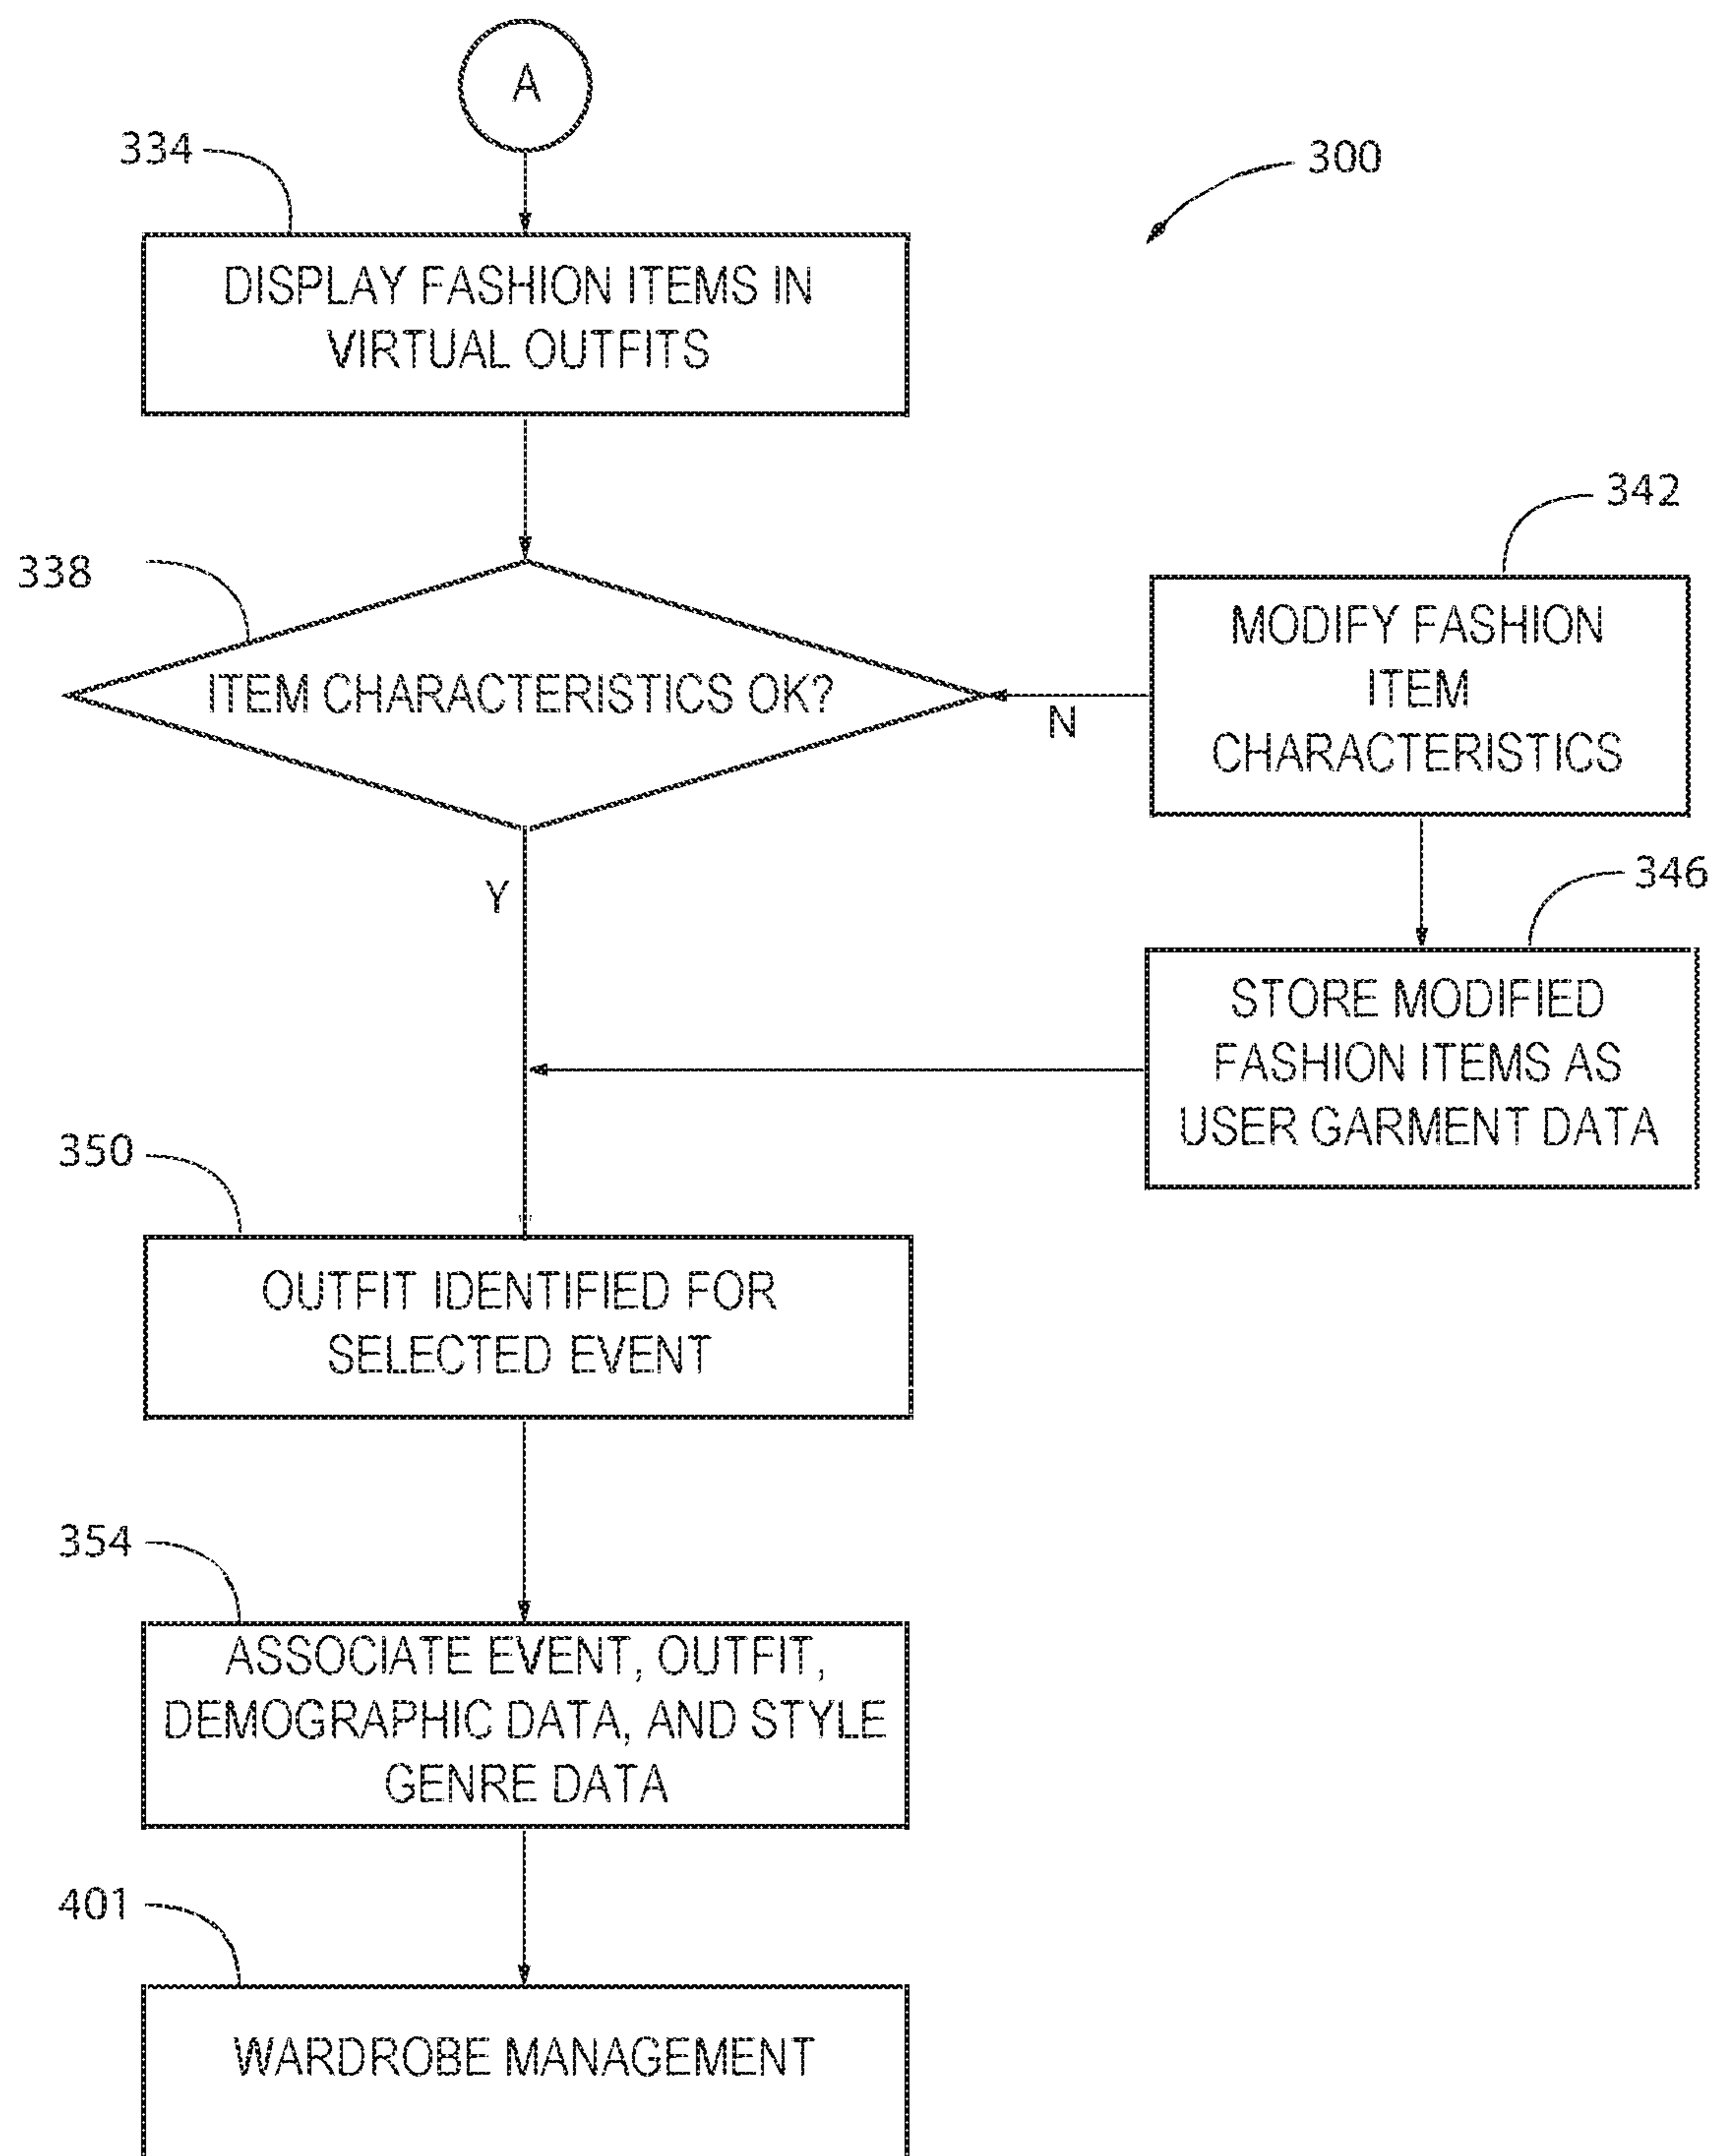 A
334
300
DISPLAY FASHION ITEMS IN
VIRTUAL OUTFITS
342
338
MODIFY FASHION
ITEM
CHARACTERISTICS
ITEM CHARACTERISTICS OK?
N
Y
346
STORE MODIFIED
FASHION ITEMS AS
USER GARMENT DATA
350
OUTFIT IDENTIFIED FOR
SELECTED EVENT
354
ASSOCIATE EVENT, OUTFIT,
DEMOGRAPHIC DATA, AND STYLE
GENRE DATA
401
WARDROBE MANAGEMENT